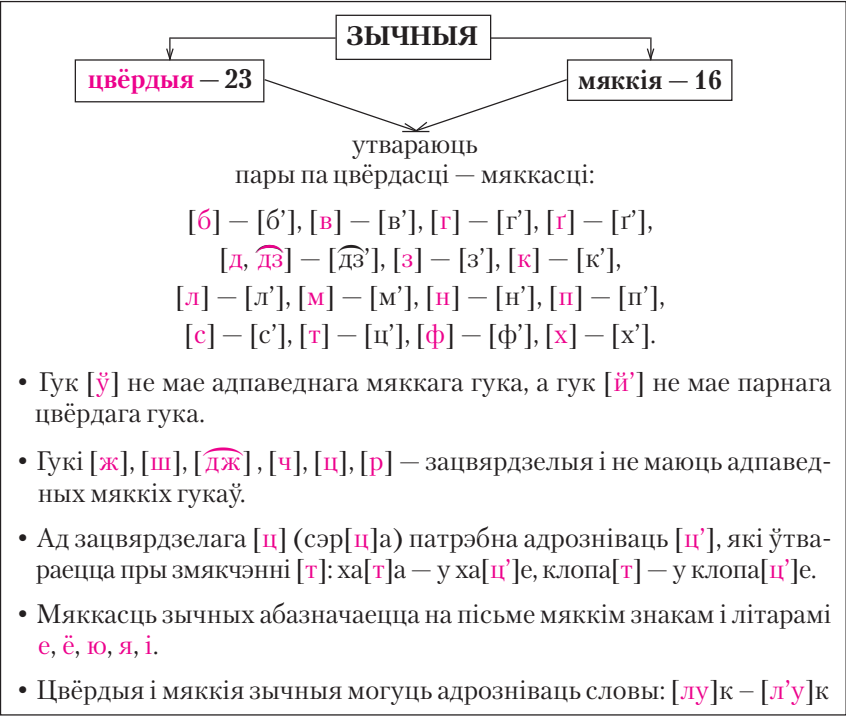 ЗЫЧНЫЯ
цвёрдыя – 23
мяккія – 16
утвараюць
пары па цвёрдасці — мяккасці:
[б] — [б’], [в] — [в’], [г] — [г’], [ґ] — [ґ’],
[д, д͡з] — [д͡з’], [з] — [з’], [к] — [к’],
[л] — [л’], [м] — [м’], [н] — [н’], [п] — [п’],
[с] — [с’], [т] — [ц’], [ф] — [ф’], [х] — [х’].
• Гук [ў] не мае адпаведнага мяккага гука, а гук [й’] не мае парнага
цвёрдага гука.
• Гукі [ж], [ш], [д͡ж] , [ч], [ц], [р] — зацвярдзелыя і не маюць адпавед-
ных мяккіх гукаў.
• Ад зацвярдзелага [ц] (сэр[ц]а) патрэбна адрозніваць [ц’], які ўтва-
раецца пры змякчэнні [т]: ха[т]а — у ха[ц’]е, клопа[т] — у клопа[ц’]е.
• Мяккасць зычных абазначаецца на пісьме мяккім знакам і літарамі
е, ё, ю, я, і.
• Цвёрдыя і мяккія зычныя могуць адрозніваць словы: [лу]к – [л’у]к